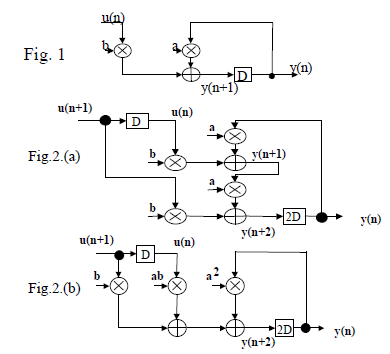 u(n)
b
a
Fig. 1
D
y(n)
y(n+1)
u(n+1)
u(n)
D
a
b
y(n+1)
Fig.2.(a)
a
b
2D
y(n)
y(n+2)
u(n+1)
u(n)
D
b
ab
a2
Fig.2.(b)
2D
y(n)
y(n+2)